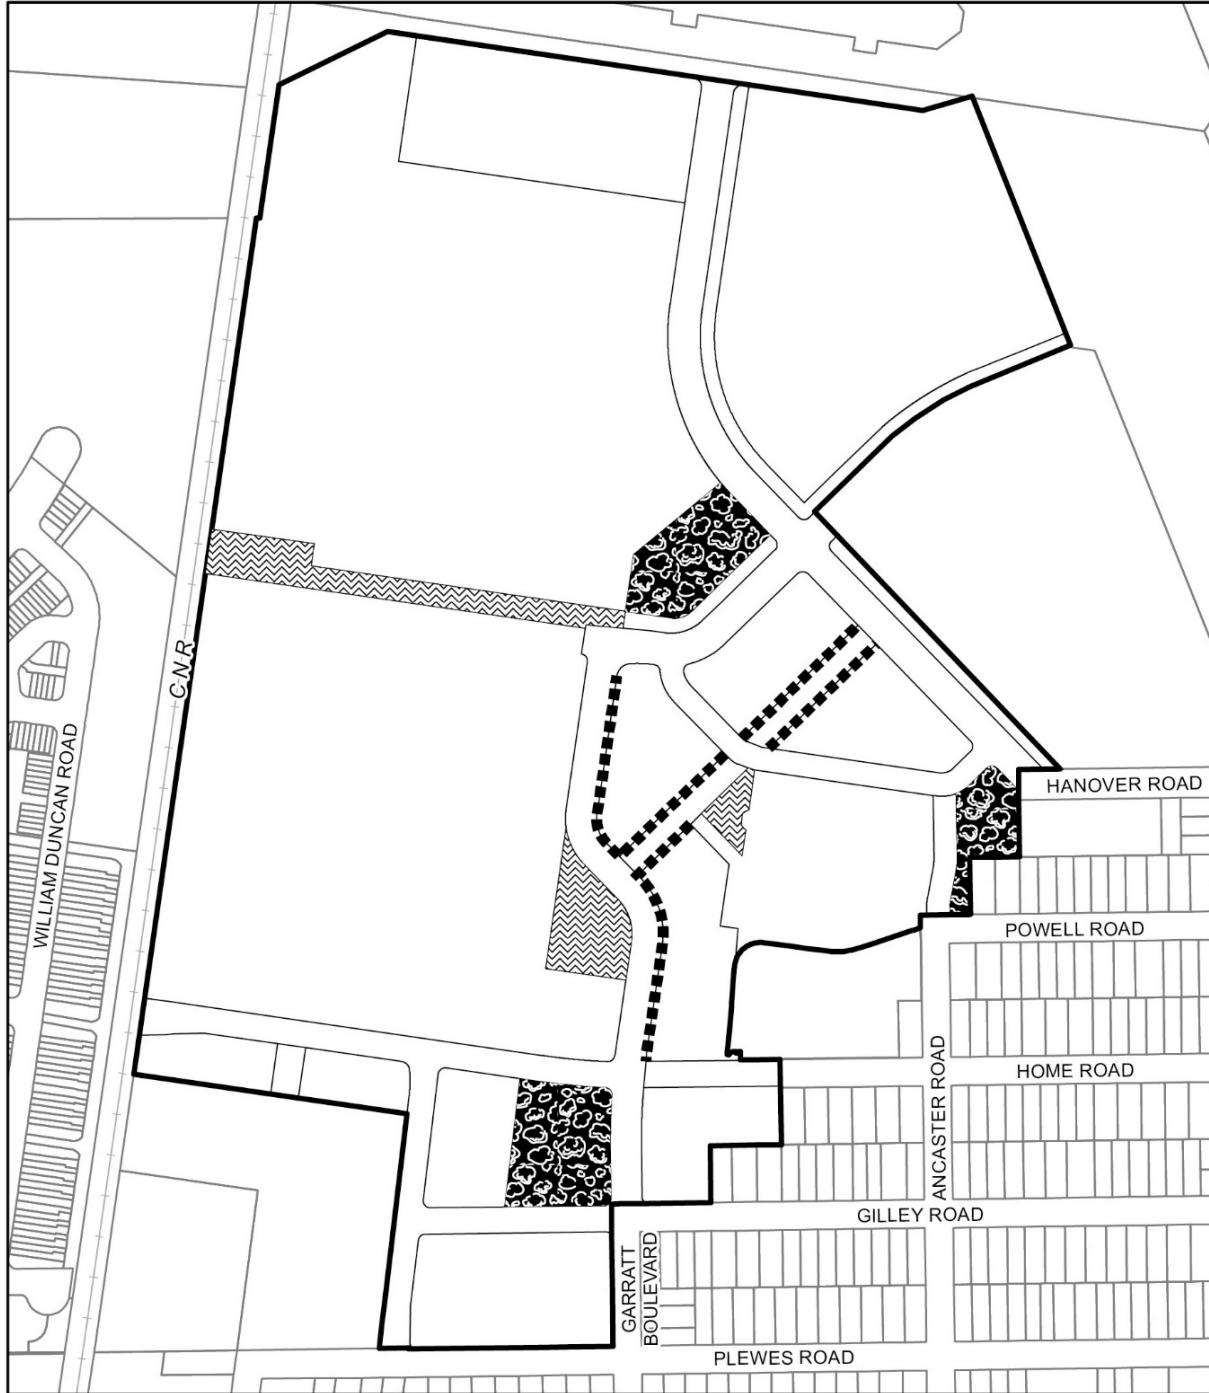 C N R
WILLIAM DUNCAN ROAD
HANOVER ROAD
POWELL ROAD
HOME ROAD
ANCASTER ROAD
GILLEY ROAD
GARRATT
BOULEVARD
PLEWES ROAD